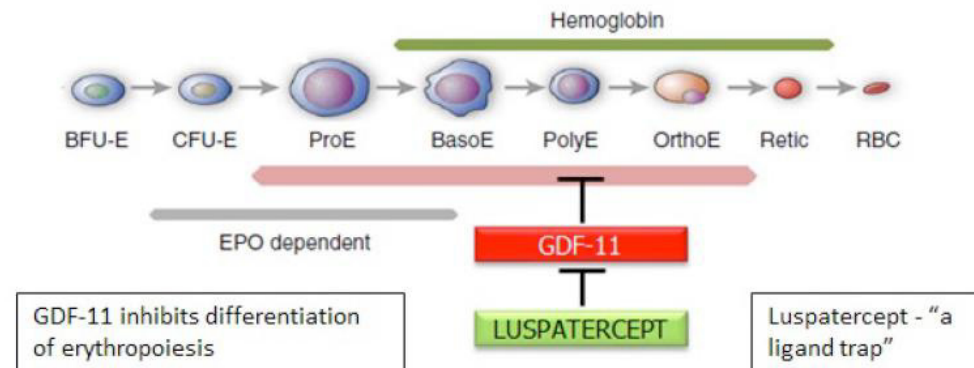 Hemoglobin
BFU-E CFU-E ProE BasoE PolyE OrthoE Retic RBC
EPO dependent
GDF-11
LUSPATERCEPT
GDF-11 inhibits differentiation
of erythropoiesis
Luspatercept - “a
ligand trap”